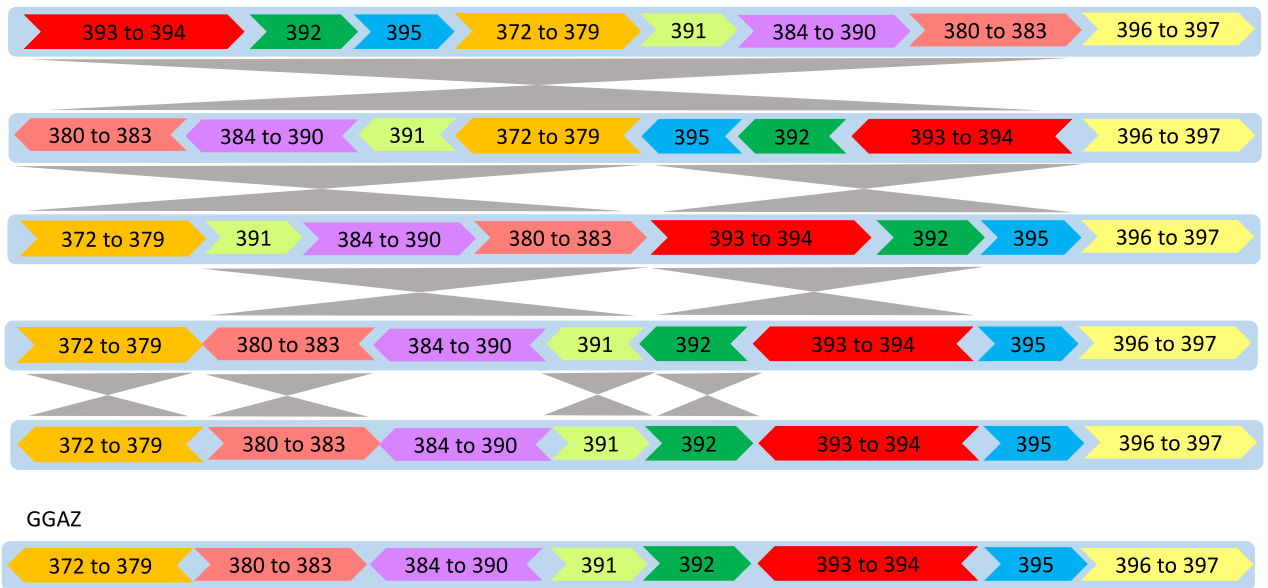 393 to 394 392 395 372 to 379 391 384 to 390 380 to 383 396 to 397
380 to 383 384 to 390 391 372 to 379 395 392 393 to 394 396 to 397
372 to 379 391 384 to 390 380 to 383 393 to 394 392 395 396 to 397
372 to 379 380 to 383 384 to 390 391 392 393 to 394 395 396 to 397
372 to 379 380 to 383 384 to 390 391 392 393 to 394 395 396 to 397
GGAZ
372 to 379 380 to 383 384 to 390 391 392 393 to 394 395 396 to 397